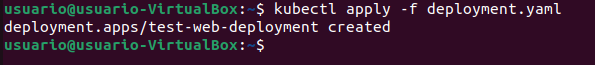 usuario@usuario-VirtualBox:~$ kubectl apply -f deployment.yaml
deployment.apps/test-web-deployment created
usuario@usuario-VirtualBox:~$